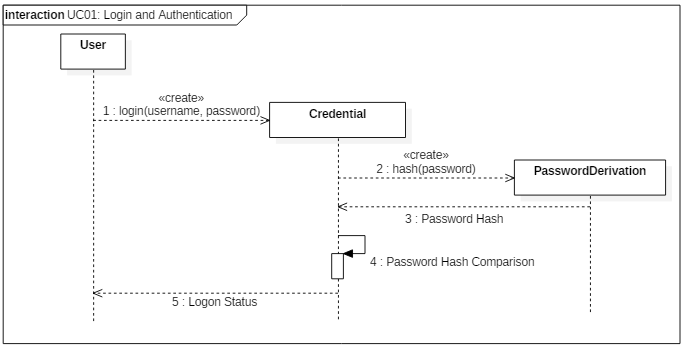 interaction UC01: Login and Authentication
User
«create»
1 : login(username, password)
Credential
«create»
2 : hash(password)
PasswordDerivation
3 : Password Hash
4 : Password Hash Comparison
5 : Logon Status